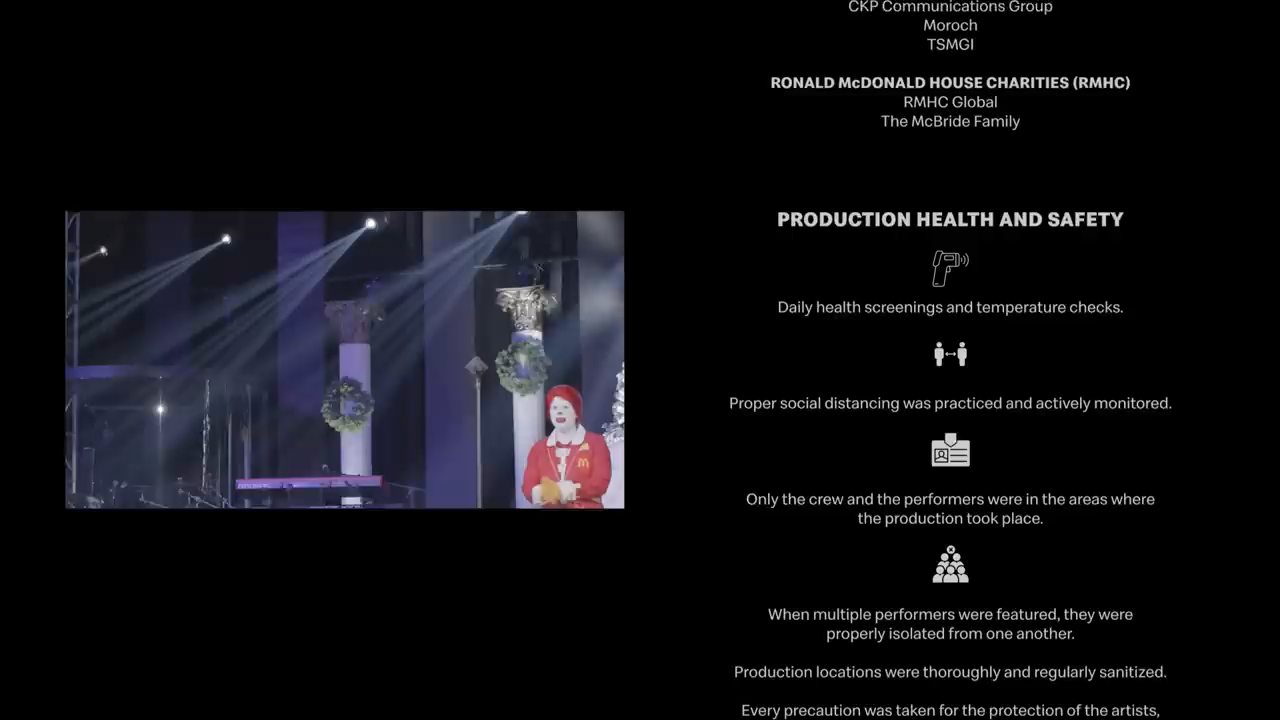 CKP Communications Group
Moroch
TSMGI
RONALD McDONALD HOUSE CHARITIES (RMHC)
RMHC Global
The McBride Family
PRODUCTION HEALTH AND SAFETY
Daily health screenings and temperature checks.
Proper social distancing was practiced and actively monitored.
Only the crew and the performers were in the areas where
the production took place.
When multiple performers were featured, they were
properly isolated from one another.
Production locations were thoroughly and regularly sanitized.
Every precaution was taken for the protection of the artists,